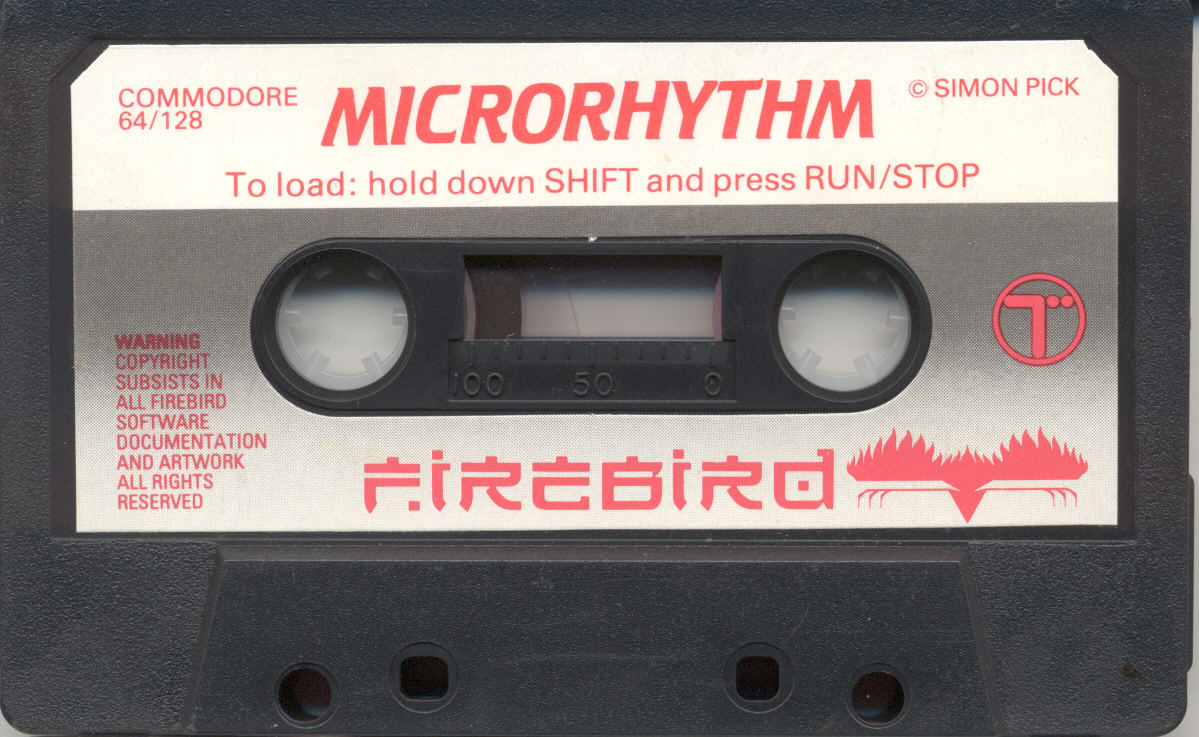 COMMODORE
64/128
MICRORHYTHM
© SIMON PICK
To load: hold down SHIFT and press RUN/STOP
100 50 0
WARNING
COPYRIGHT
SUBSISTS IN
ALL FIREBIRD
SOFTWARE
DOCUMENTATION
AND ARTWORK
ALL RIGHTS
RESERVED
FIREBIRD